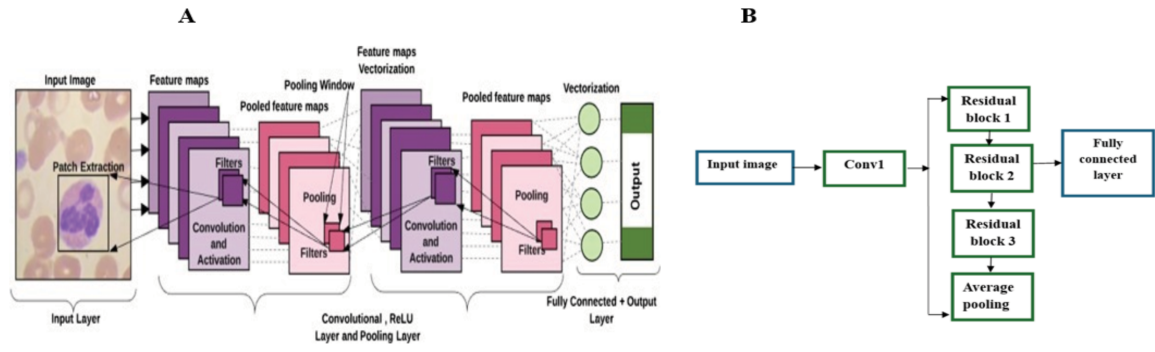 A
Input Image
Patch Extraction
Input Layer
Feature maps
Pooled feature maps
Pooling Window
Filters
Convolution
and
Activation
Pooling
Filters
Feature maps
Vectorization
Pooled feature maps
Filters
Convolution
and
Activation
Pooling
Filters
Convolutional , ReLU
Layer and Pooling Layer
Vectorization
Output
Fully Connected + Output
Layer
B
Input image
Conv1
Residual
block 1
Residual
block 2
Residual
block 3
Average
pooling
Fully
connected
layer